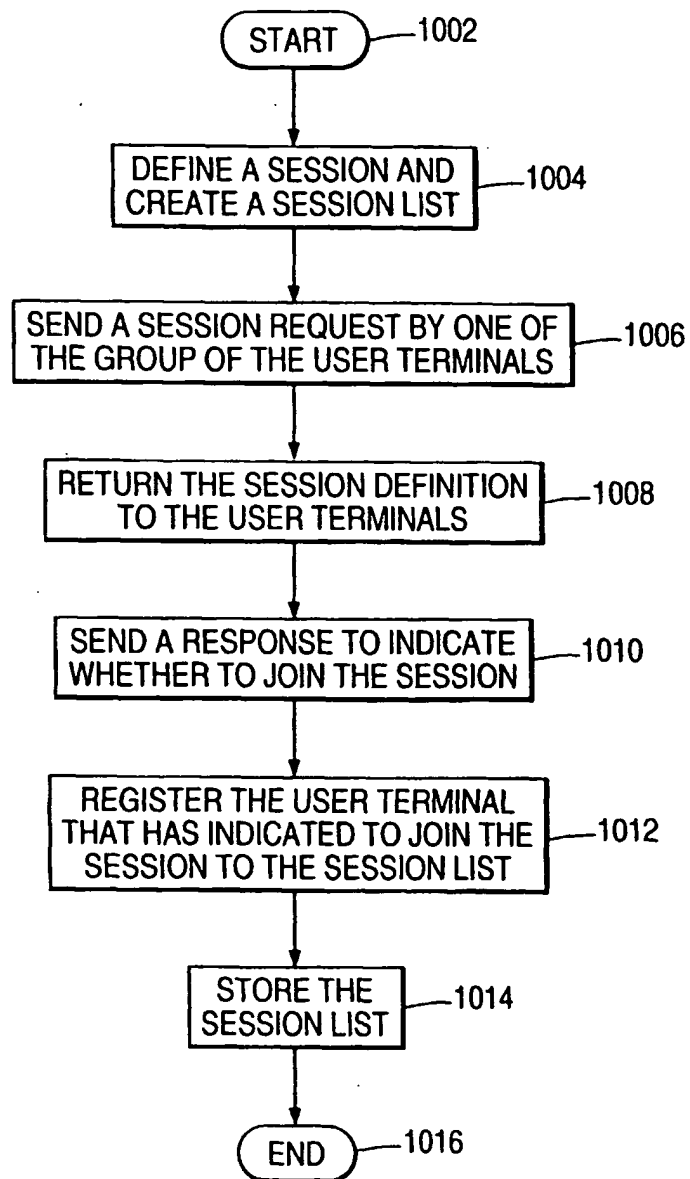 START
1002
DEFINE A SESSION AND
CREATE A SESSION LIST
1004
SEND A SESSION REQUEST BY ONE OF
THE GROUP OF THE USER TERMINALS
1006
RETURN THE SESSION DEFINITION
TO THE USER TERMINALS
1008
SEND A RESPONSE TO INDICATE
WHETHER TO JOIN THE SESSION
1010
REGISTER THE USER TERMINAL
THAT HAS INDICATED TO JOIN THE
SESSION TO THE SESSION LIST
1012
STORE THE
SESSION LIST
1014
END
1016